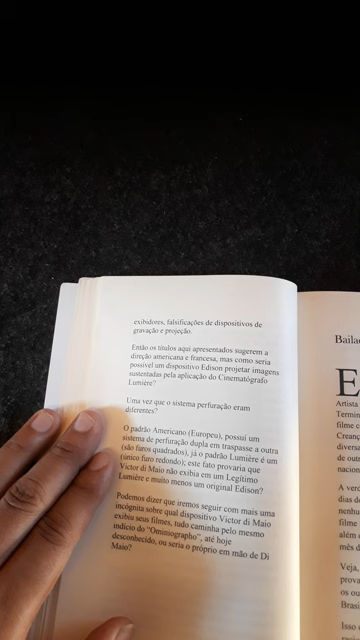 exibidores, falsificações de dispositivos de
gravação e projeção.
Então os títulos aqui apresentados sugerem a
direção americana e francesa, mas como seria
possível um dispositivo Edison projetar imagens
sustentadas pela aplicação do Cinematógrafo
Lumière?
Uma vez que o sistema perfuração eram
diferentes?
O padrão Americano (Europeu), possuí um
sistema de perfuração dupla em traspasse a outra
(são furos quadrados), já o padrão Lumière é um
(único furo redondo); este fato provaria que
Victor di Maio não exibia em um Legítimo
Lumière e muito menos um original Edison?
Podemos dizer que iremos seguir com mais uma
incógnita sobre qual dispositivo Victor di Maio
exibiu seus filmes, tudo caminha pelo mesmo
indício do "Ominiographo", até hoje
desconhecido, ou seria o próprio em mão de Di
Maio?
E
Artista
filme
diversa
de out
nacion
A verd
dias d
nenhu
filme
além
mês d
Veja,
prova
os ou
Brasi
Isso